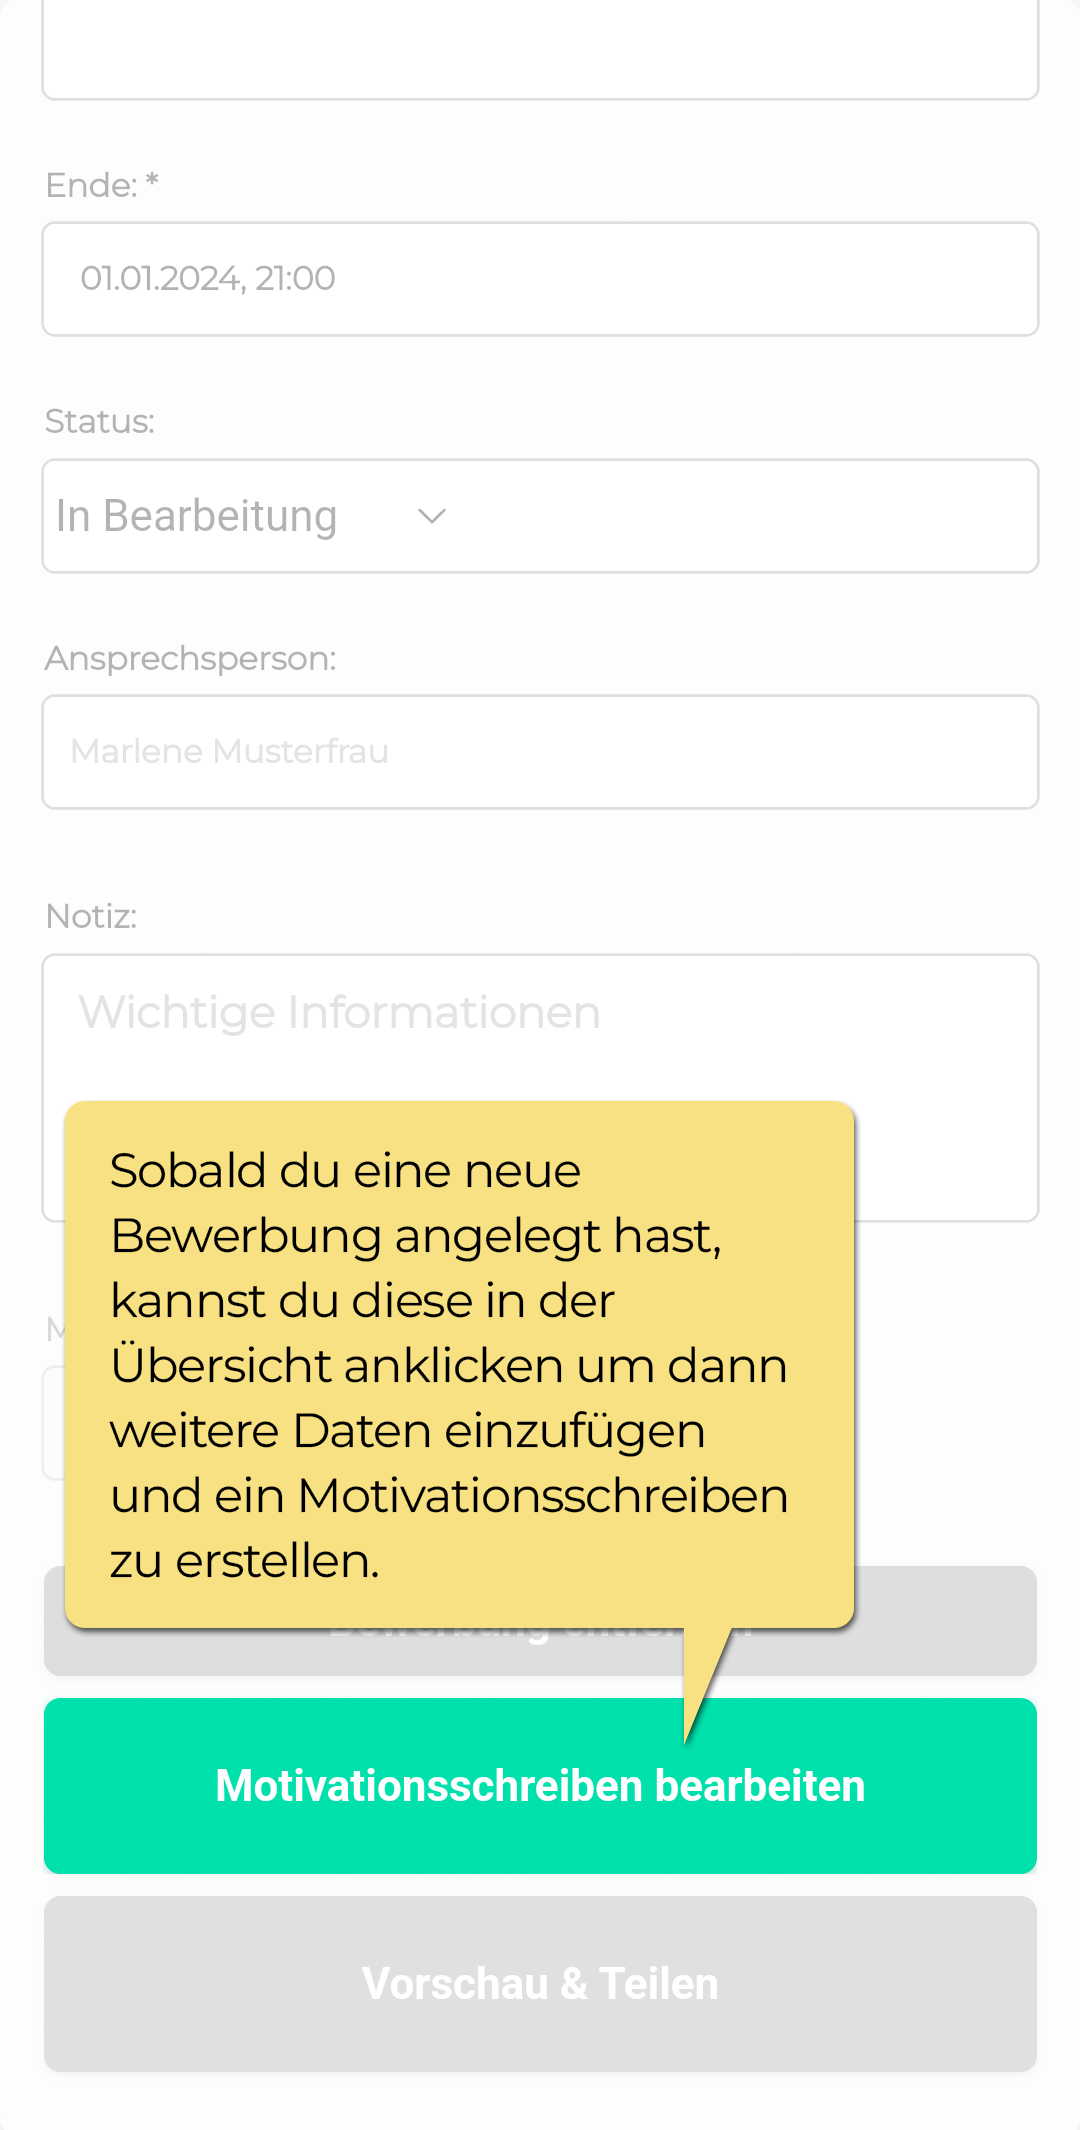 Ende: *
01.01.2024, 21:00
Status:
In Bearbeitung
Ansprechsperson:
Marlene Musterfrau
Notiz:
Wichtige Informationen
Sobald du eine neue
Bewerbung angelegt hast,
kannst du diese in der
Übersicht anklicken um dann
weitere Daten einzufügen
und ein Motivationsschreiben
zu erstellen.
Motivationsschreiben bearbeiten
Vorschau & Teilen